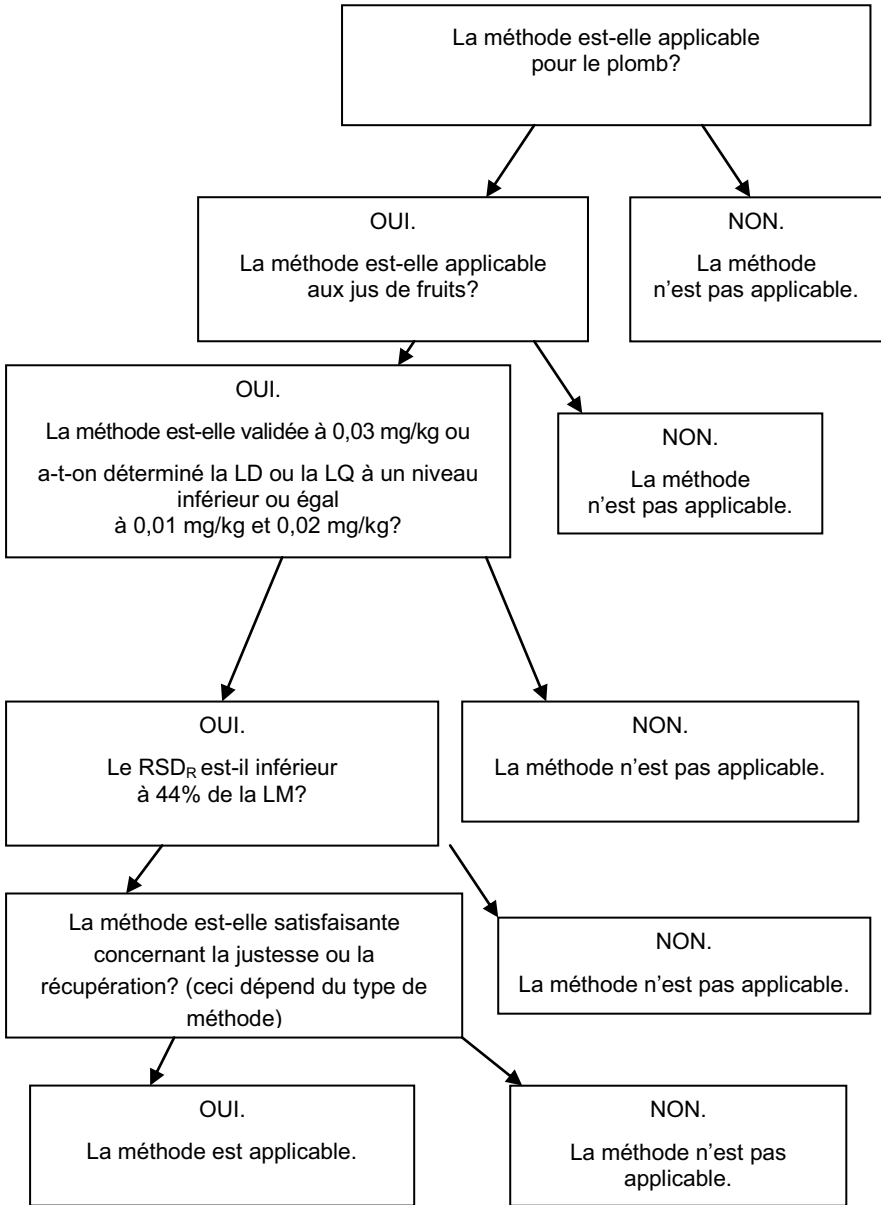 La méthode est-elle applicable
pour le plomb?
OUI.
La méthode est-elle applicable
aux jus de fruits?
NON.
La méthode
n'est pas applicable.
OUI.
La méthode est-elle validée à 0,03 mg/kg ou
a-t-on déterminé la LD ou la LQ à un niveau
inférieur ou égal
à 0,01 mg/kg et 0,02 mg/kg?
NON.
La méthode
n'est pas applicable.
OUI.
Le RSDR est-il inférieur
à 44% de la LM?
NON.
La méthode n'est pas applicable.
La méthode est-elle satisfaisante
concernant la justesse ou la
récupération? (ceci dépend du type de
méthode)
NON.
La méthode n'est pas applicable.
OUI.
La méthode est applicable.
NON.
La méthode n'est pas
applicable.